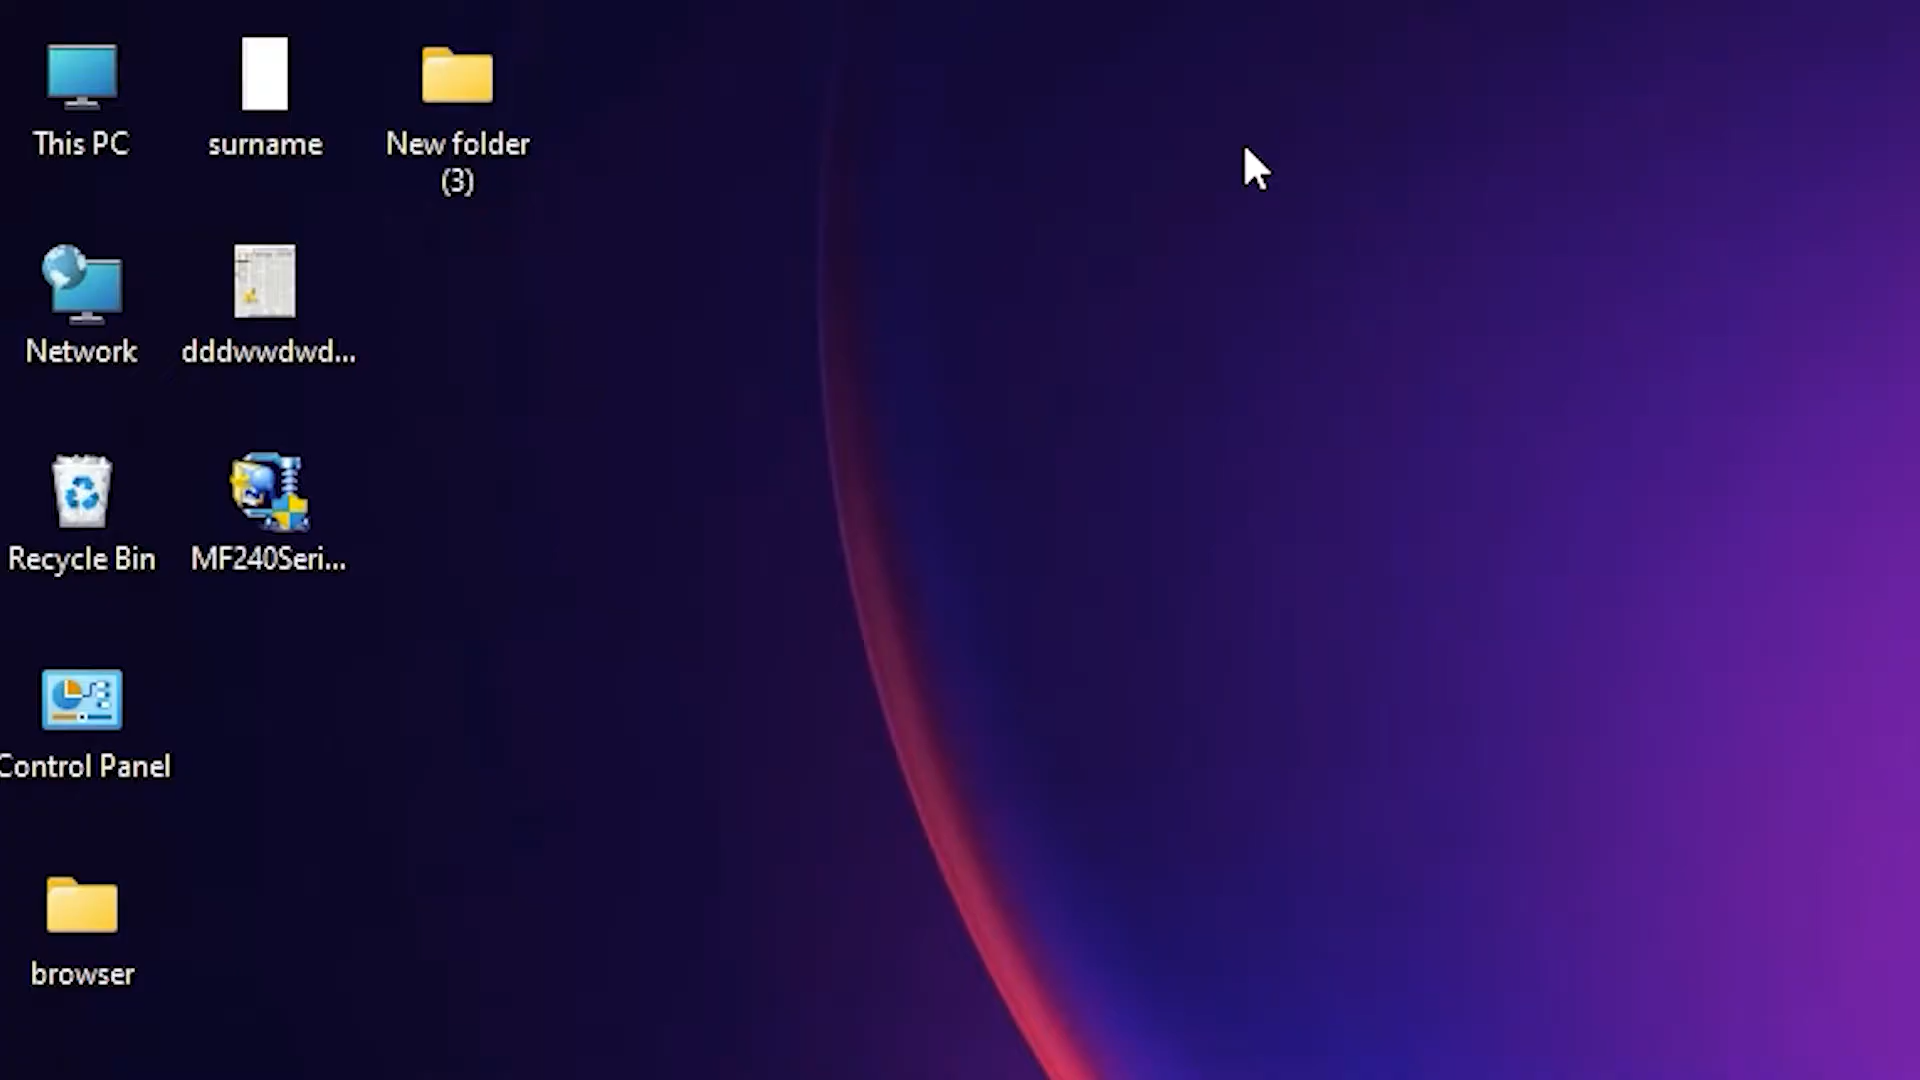 This PC
surname
New folder
(3)
Network
dddwwdwd...
Recycle Bin
MF240Seri...
Control Panel
browser